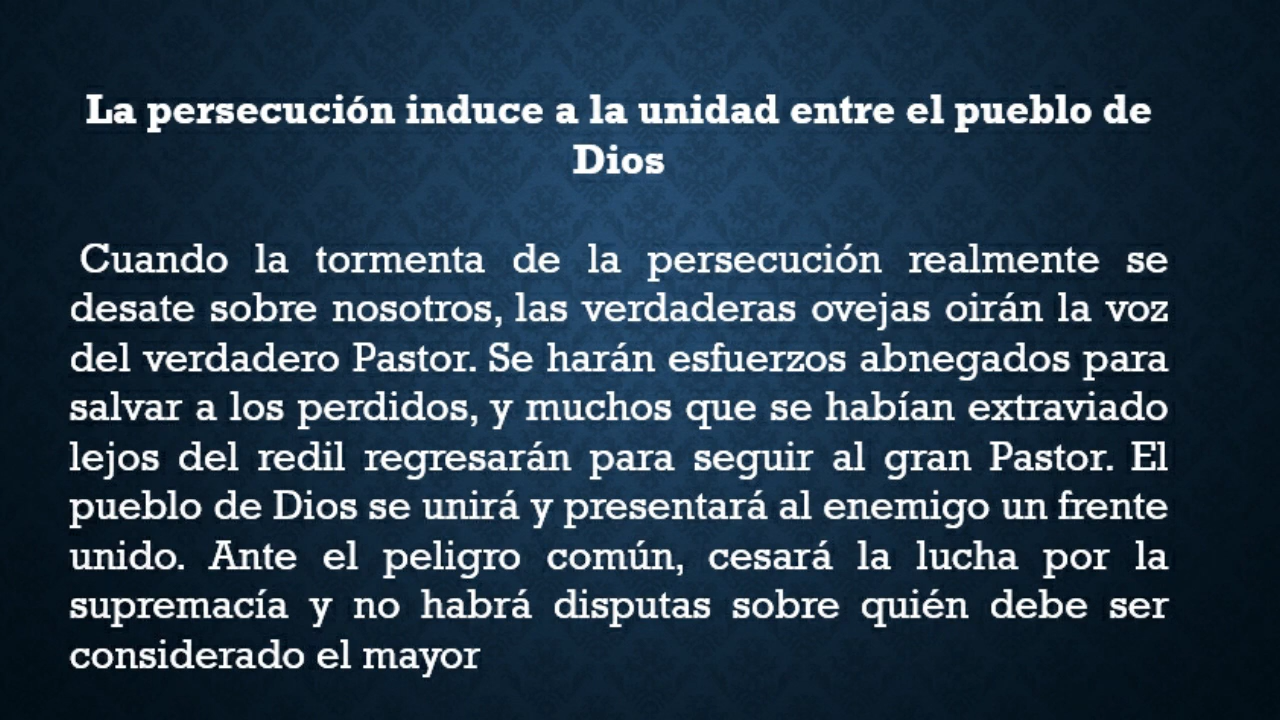 La persecución induce a la unidad entre el pueblo de
Dios
Cuando la tormenta de la persecución realmente se
desate sobre nosotros, las verdaderas ovejas oirán la voz
del verdadero Pastor. Se harán esfuerzos abnegados para
salvar a los perdidos, y muchos que se habían extraviado
lejos del redil regresarán para seguir al gran Pastor. El
pueblo de Dios se unirá y presentará al enemigo un frente
unido. Ante el peligro común, cesará la lucha por la
supremacía y no habrá disputas sobre quién debe ser
considerado el mayor